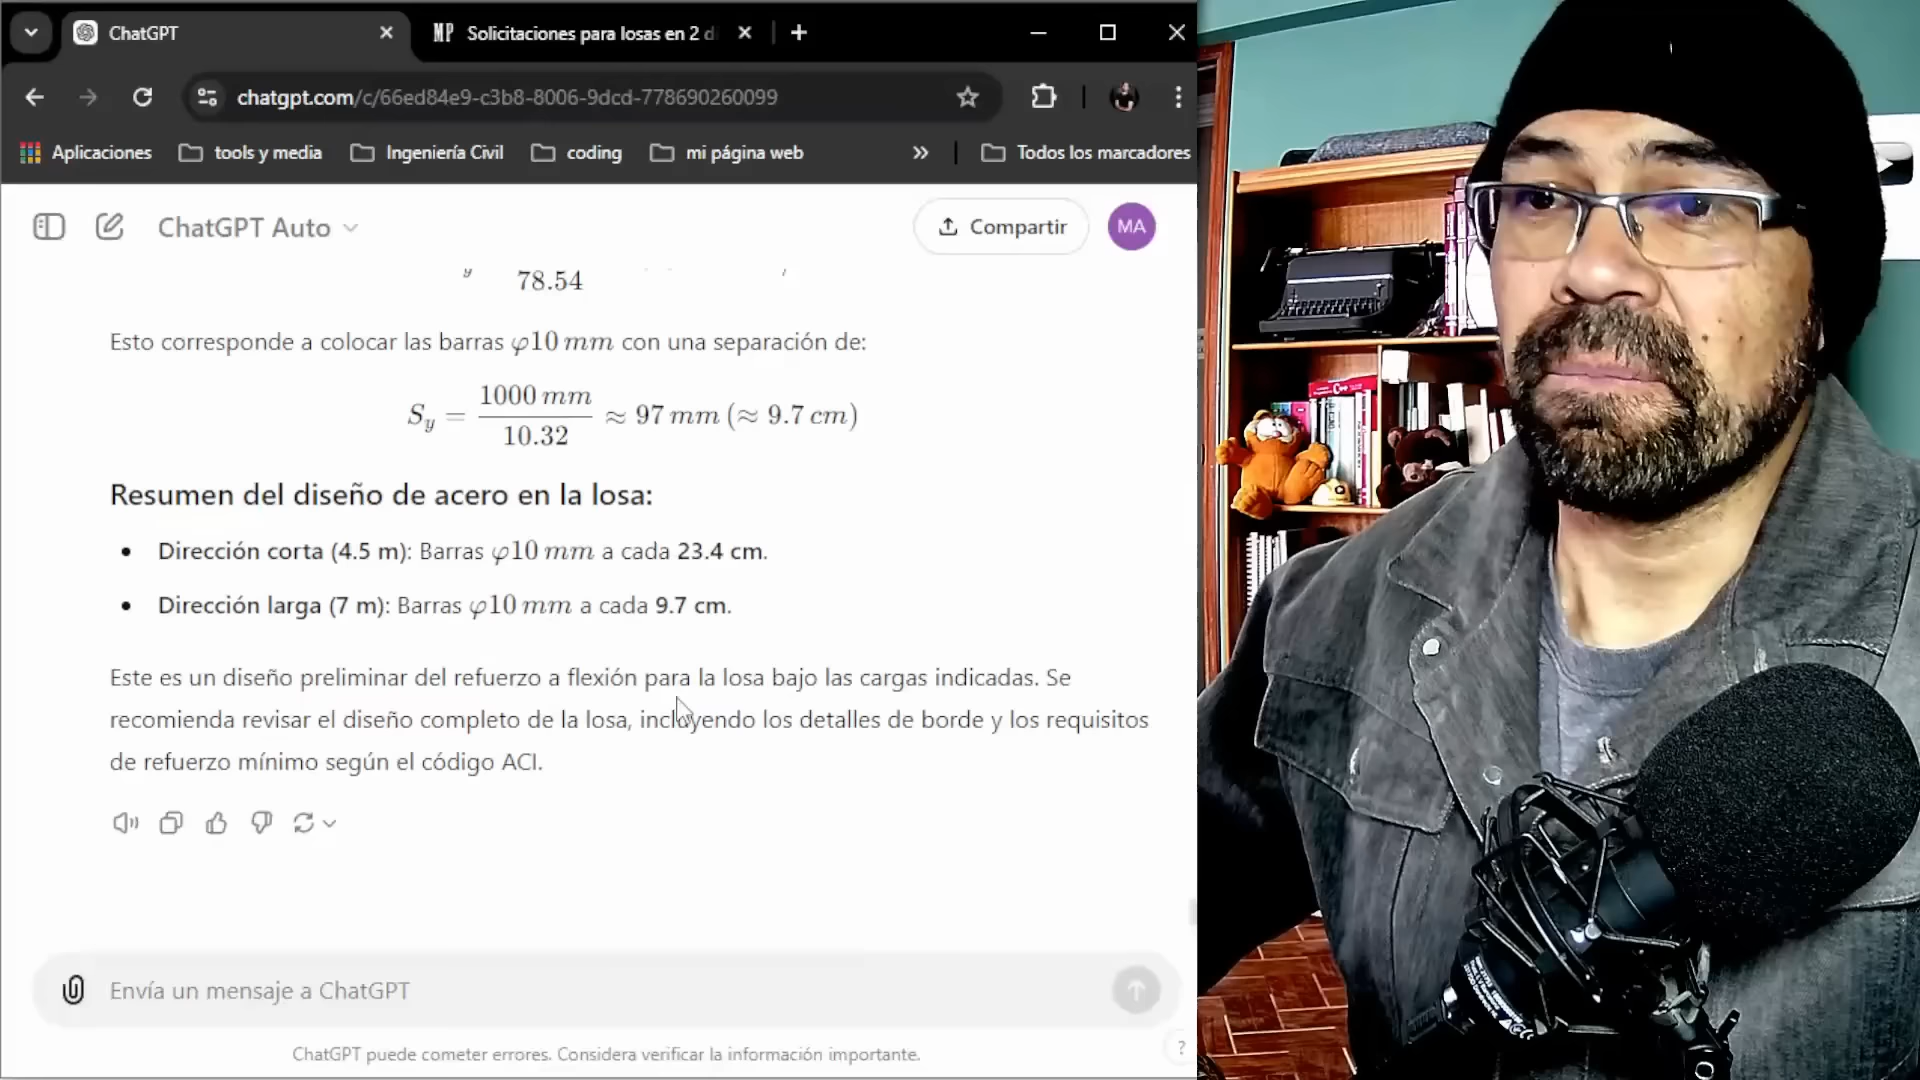 ChatGPT
MP Solicitaciones para losas en 2 d
chatgpt.com/c/66ed84e9-c3b8-8006-9dcd-778690260099
Aplicaciones tools y media Ingeniería Civil coding mi página web » Todos los marcadores
ChatGPT Auto Compartir MA
y 78.54
Esto corresponde a colocar las barras φ10 mm con una separación de:
S_y = 1000 mm / 10.32 ≈ 97 mm (≈ 9.7 cm)
Resumen del diseño de acero en la losa:
• Dirección corta (4.5 m): Barras φ10 mm a cada 23.4 cm.
• Dirección larga (7 m): Barras φ10 mm a cada 9.7 cm.
Este es un diseño preliminar del refuerzo a flexión para la losa bajo las cargas indicadas. Se
recomienda revisar el diseño completo de la losa, incluyendo los detalles de borde y los requisitos
de refuerzo mínimo según el código ACI.
Envía un mensaje a ChatGPT
ChatGPT puede cometer errores. Considera verificar la información importante.
?
C++